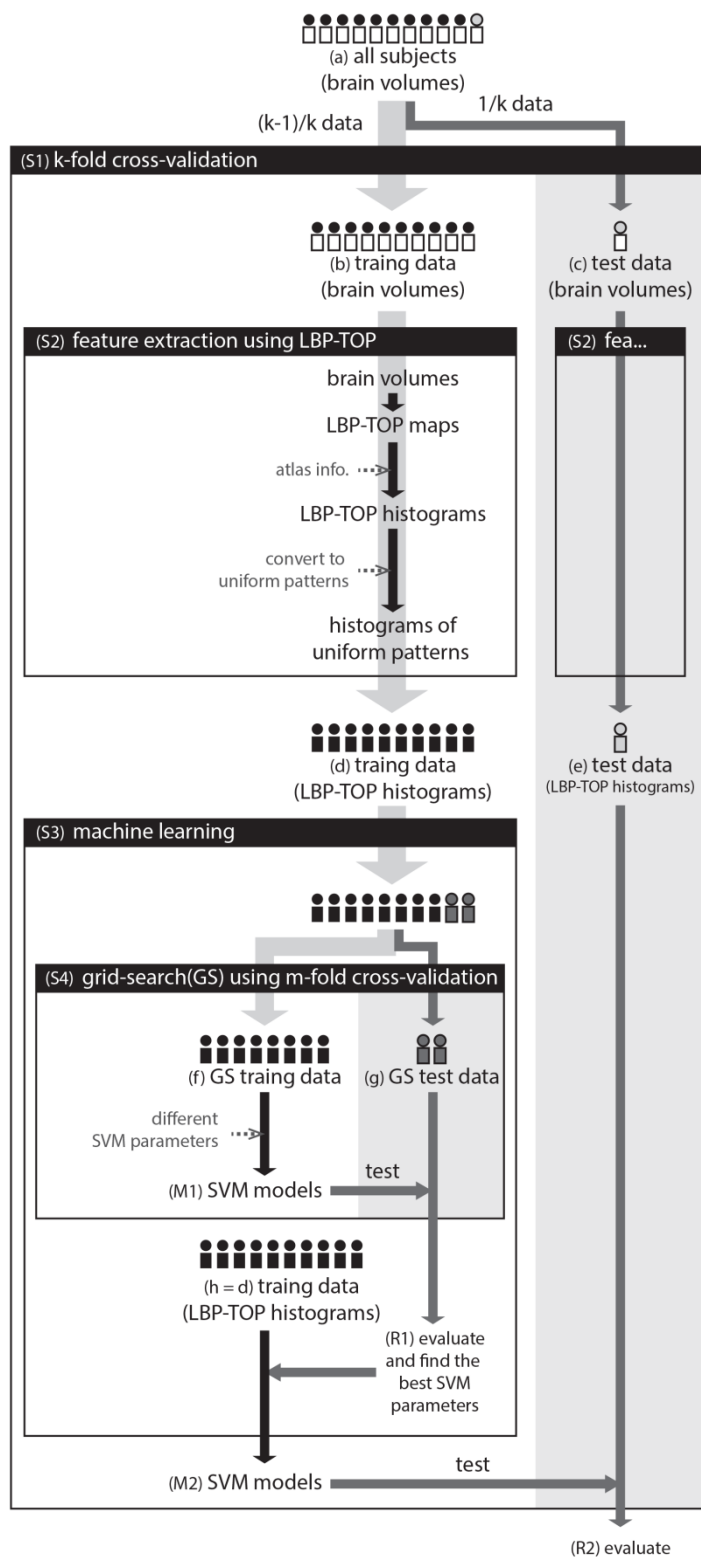 (a) all subjects
(brain volumes)
(k-1)/k data
1/k data
(S1) k-fold cross-validation
(b) traing data
(brain volumes)
(c) test data
(brain volumes)
(S2) feature extraction using LBP-TOP
(S2) fea...
brain volumes
LBP-TOP maps
atlas info.
LBP-TOP histograms
convert to
uniform patterns
histograms of
uniform patterns
(d) traing data
(LBP-TOP histograms)
(e) test data
(LBP-TOP histograms)
(S3) machine learning
(S4) grid-search(GS) using m-fold cross-validation
(f) GS traing data
(g) GS test data
different
SVM parameters
(M1) SVM models
test
(h = d) traing data
(LBP-TOP histograms)
(R1) evaluate
and find the
best SVM
parameters
(M2) SVM models
test
(R2) evaluate